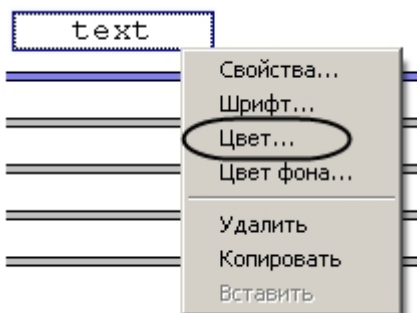 text
Свойства...
Шрифт...
Цвет...
Цвет фона...
Удалить
Копировать
Вставить